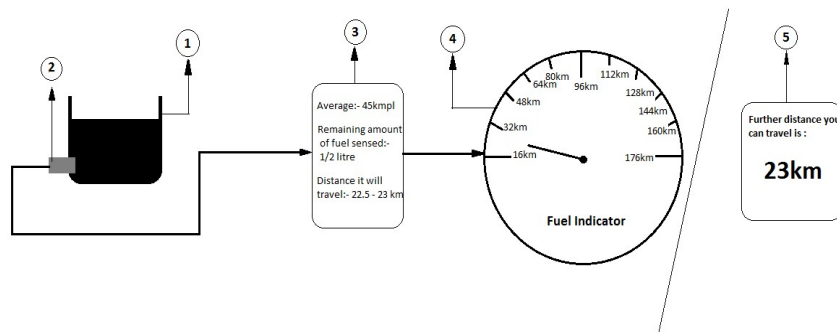 1
2
3
4
5
Average:- 45kmpl
Remaining amount
of fuel sensed:-
1/2 litre
Distance it will
travel:- 22.5 - 23 km
16km
32km
48km
64km
80km
96km
112km
128km
144km
160km
176km
Fuel Indicator
Further distance you
can travel is :
23km